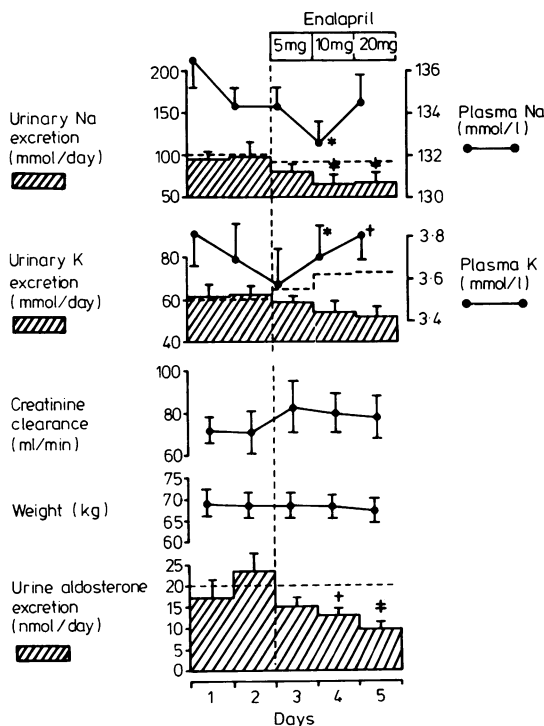 Enalapril
5mg 10mg 20mg
200
150
100
50
Urinary Na
excretion
(mmol/day)
136
134
132
130
Plasma Na
(mmol/l)
*
*
*
80
60
40
Urinary K
excretion
(mmol/day)
3·8
3·6
3·4
Plasma K
(mmol/l)
*
+
100
80
60
Creatinine
clearance
(ml/min)
70
65
60
Weight (kg)
25
20
15
10
5
0
Urine aldosterone
excretion
(nmol/day)
+
‡
1 2 3 4 5
Days